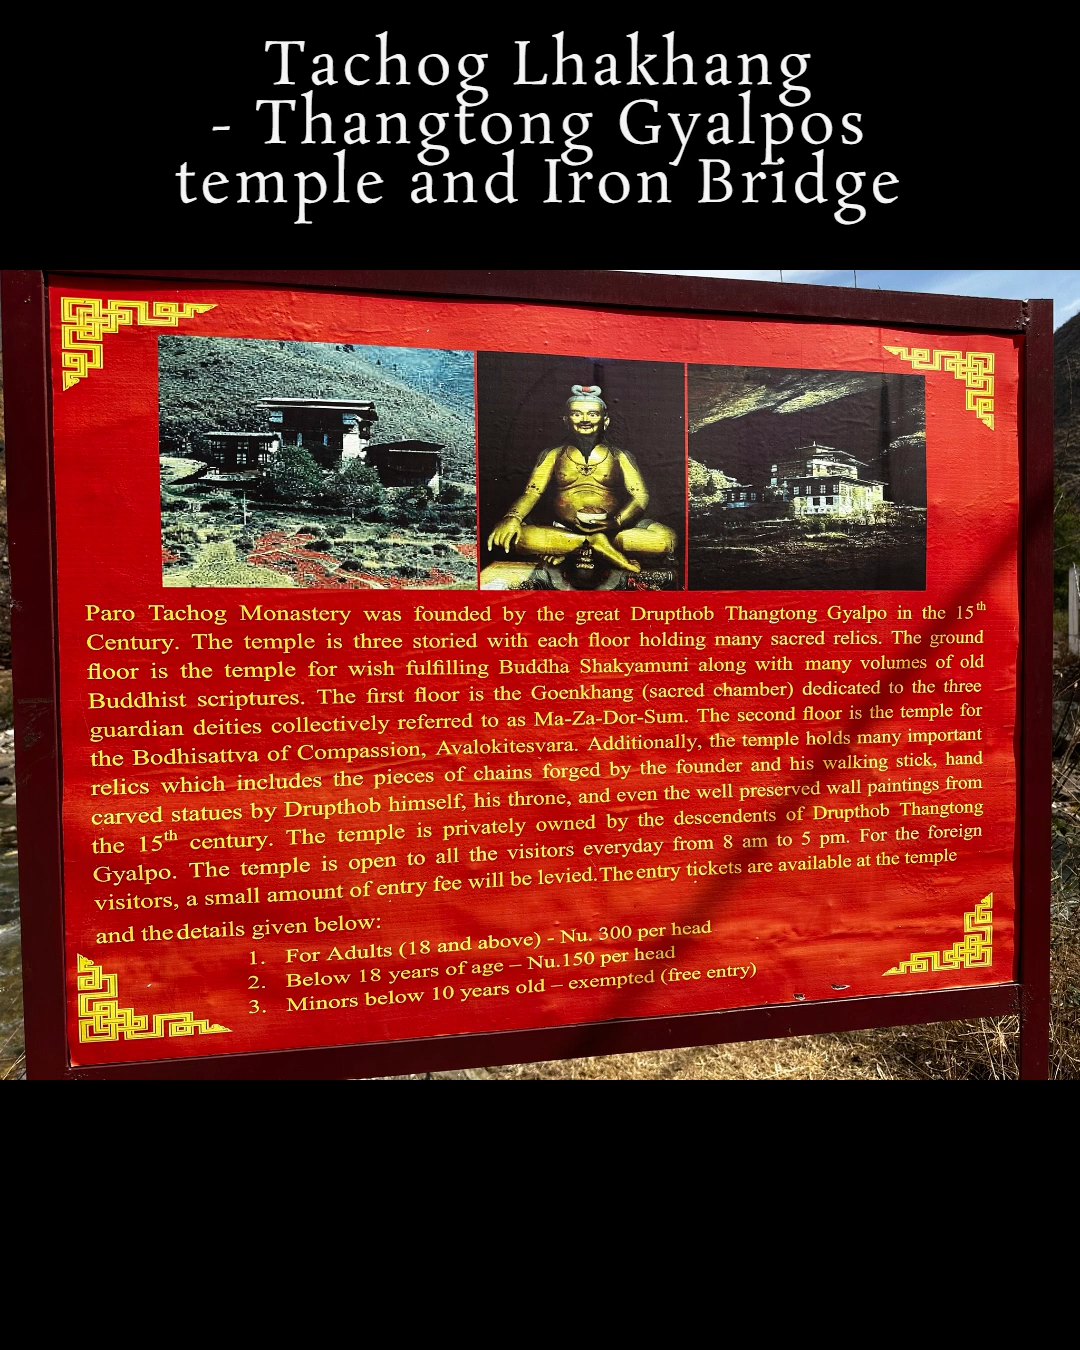 Tachog Lhakhang
- Thangtong Gyalpos
temple and Iron Bridge
Paro Tachog Monastery was founded by the great Drupthob Thangtong Gyalpo in the 15th
Century. The temple is three storied with each floor holding many sacred relics. The ground
floor is the temple for wish fulfilling Buddha Shakyamuni along with many volumes of old
Buddhist scriptures. The first floor is the Goenkhang (sacred chamber) dedicated to the three
guardian deities collectively referred to as Ma-Za-Dor-Sum. The second floor is the temple for
the Bodhisattva of Compassion, Avalokitesvara. Additionally, the temple holds many important
relics which includes the pieces of chains forged by the founder and his walking stick, hand
carved statues by Drupthob himself, his throne, and even the well preserved wall paintings from
the 15th century. The temple is privately owned by the descendents of Drupthob Thangtong
Gyalpo. The temple is open to all the visitors everyday from 8 am to 5 pm. For the foreign
visitors, a small amount of entry fee will be levied. The entry tickets are available at the temple
and the details given below:
1. For Adults (18 and above) - Nu. 300 per head
2. Below 18 years of age – Nu.150 per head
3. Minors below 10 years old – exempted (free entry)